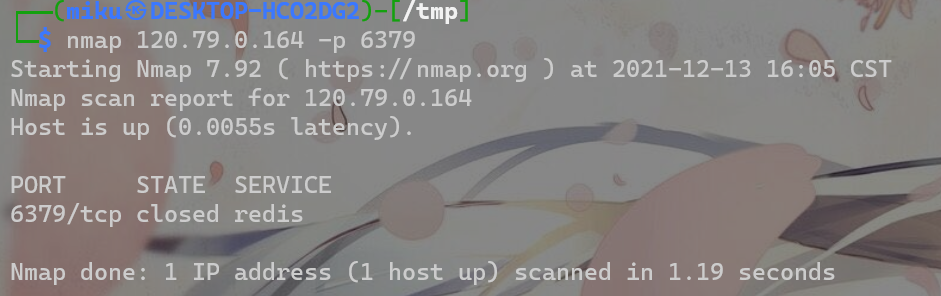 ┌──(miku㉿DESKTOP-HCO2DG2)-[/tmp]
└─$ nmap 120.79.0.164 -p 6379
Starting Nmap 7.92 ( https://nmap.org ) at 2021-12-13 16:05 CST
Nmap scan report for 120.79.0.164
Host is up (0.0055s latency).
PORT     STATE  SERVICE
6379/tcp closed redis
Nmap done: 1 IP address (1 host up) scanned in 1.19 seconds